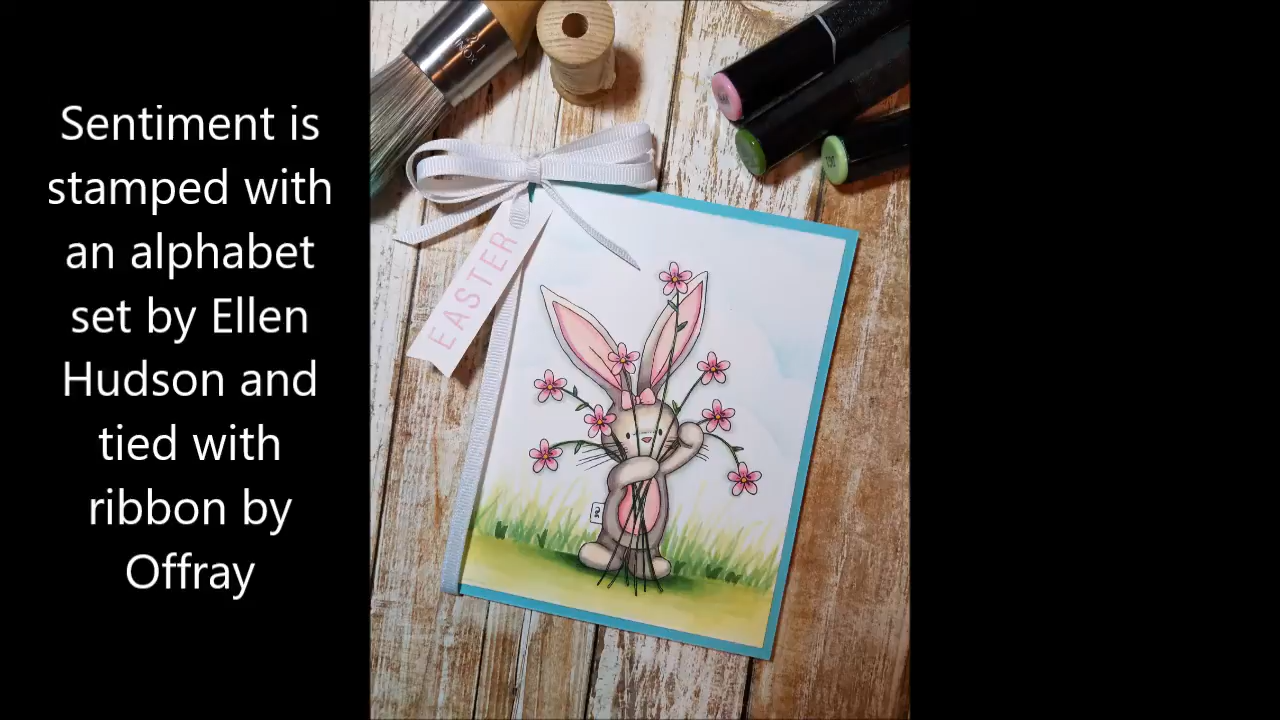 Sentiment is
stamped with
an alphabet
set by Ellen
Hudson and
tied with
ribbon by
Offray
EASTER